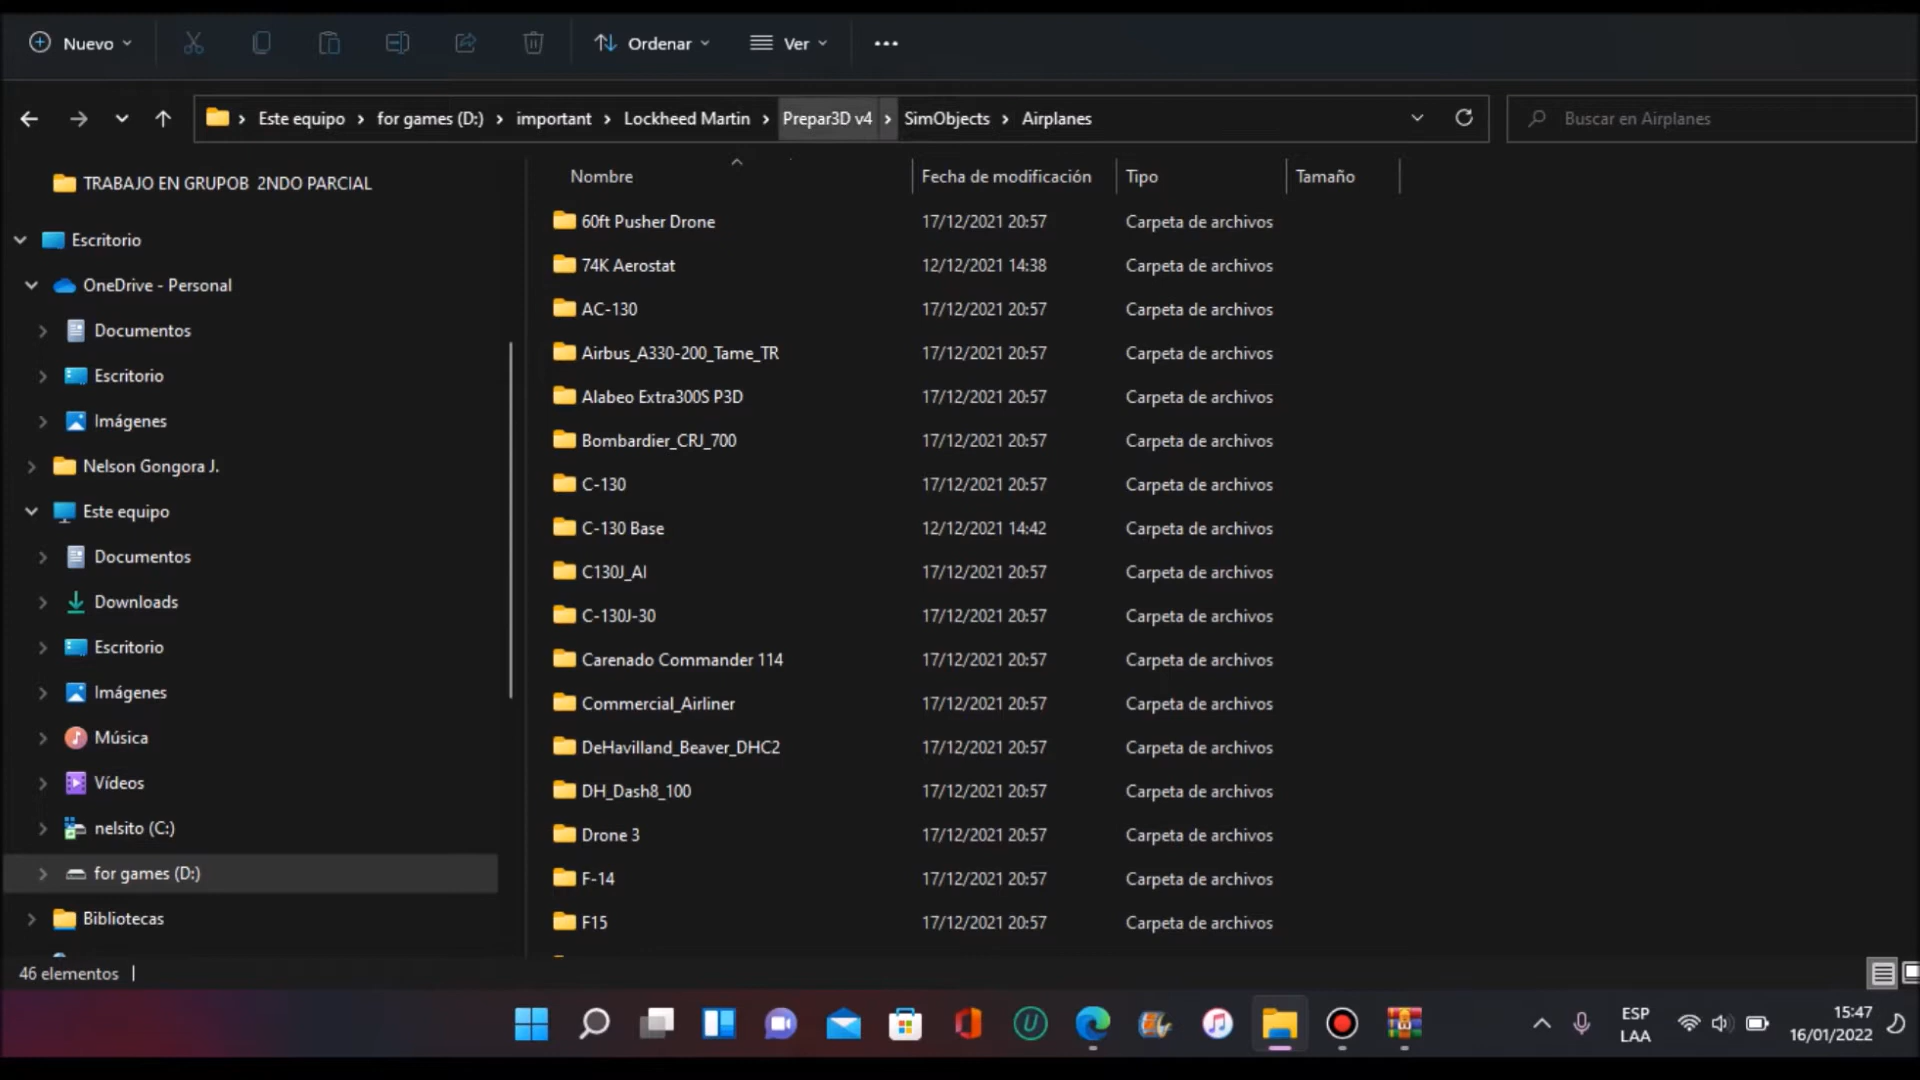 Nuevo
Ordenar
Ver
Este equipo
for games (D:)
important
Lockheed Martin
Prepar3D v4
SimObjects
Airplanes
Buscar en Airplanes
TRABAJO EN GRUPOB 2NDO PARCIAL
Escritorio
OneDrive - Personal
Documentos
Escritorio
Imágenes
Nelson Gongora J.
Este equipo
Documentos
Downloads
Escritorio
Imágenes
Música
Vídeos
nelsito (C:)
for games (D:)
Bibliotecas
Nombre Fecha de modificación Tipo Tamaño
60ft Pusher Drone 17/12/2021 20:57 Carpeta de archivos
74K Aerostat 12/12/2021 14:38 Carpeta de archivos
AC-130 17/12/2021 20:57 Carpeta de archivos
Airbus_A330-200_Tame_TR 17/12/2021 20:57 Carpeta de archivos
Alabeo Extra300S P3D 17/12/2021 20:57 Carpeta de archivos
Bombardier_CRJ_700 17/12/2021 20:57 Carpeta de archivos
C-130 17/12/2021 20:57 Carpeta de archivos
C-130 Base 12/12/2021 14:42 Carpeta de archivos
C130J_AI 17/12/2021 20:57 Carpeta de archivos
C-130J-30 17/12/2021 20:57 Carpeta de archivos
Carenado Commander 114 17/12/2021 20:57 Carpeta de archivos
Commercial_Airliner 17/12/2021 20:57 Carpeta de archivos
DeHavilland_Beaver_DHC2 17/12/2021 20:57 Carpeta de archivos
DH_Dash8_100 17/12/2021 20:57 Carpeta de archivos
Drone 3 17/12/2021 20:57 Carpeta de archivos
F-14 17/12/2021 20:57 Carpeta de archivos
F15 17/12/2021 20:57 Carpeta de archivos
46 elementos
ESP
LAA
15:47
16/01/2022